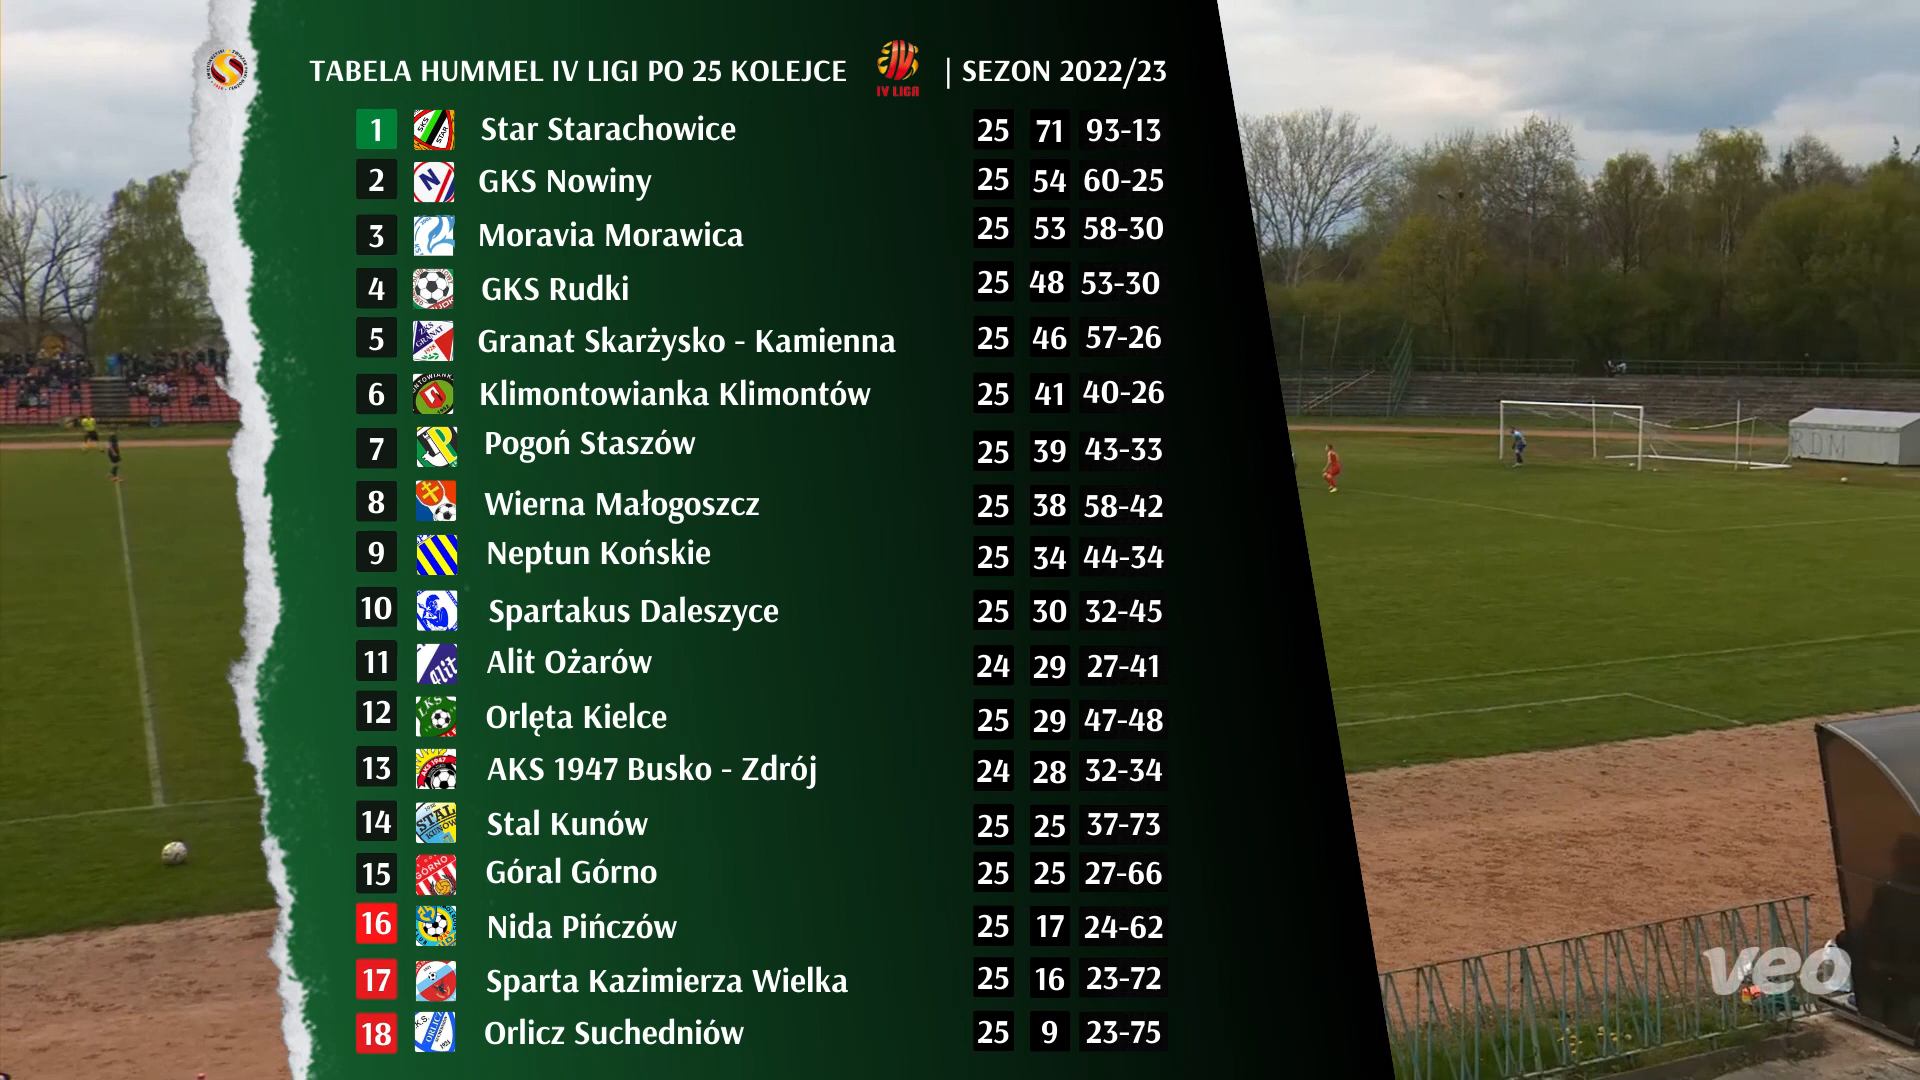 TABELA HUMMEL IV LIGI PO 25 KOLEJCE IV LIGA | SEZON 2022/23
1 Star Starachowice 25 71 93-13
2 GKS Nowiny 25 54 60-25
3 Moravia Morawica 25 53 58-30
4 GKS Rudki 25 48 53-30
5 Granat Skarżysko - Kamienna 25 46 57-26
6 Klimontowianka Klimontów 25 41 40-26
7 Pogoń Staszów 25 39 43-33
8 Wierna Małogoszcz 25 38 58-42
9 Neptun Końskie 25 34 44-34
10 Spartakus Daleszyce 25 30 32-45
11 Alit Ożarów 24 29 27-41
12 Orlęta Kielce 25 29 47-48
13 AKS 1947 Busko - Zdrój 24 28 32-34
14 Stal Kunów 25 25 37-73
15 Góral Górno 25 25 27-66
16 Nida Pińczów 25 17 24-62
17 Sparta Kazimierza Wielka 25 16 23-72
18 Orlicz Suchedniów 25 9 23-75
RDM
veo